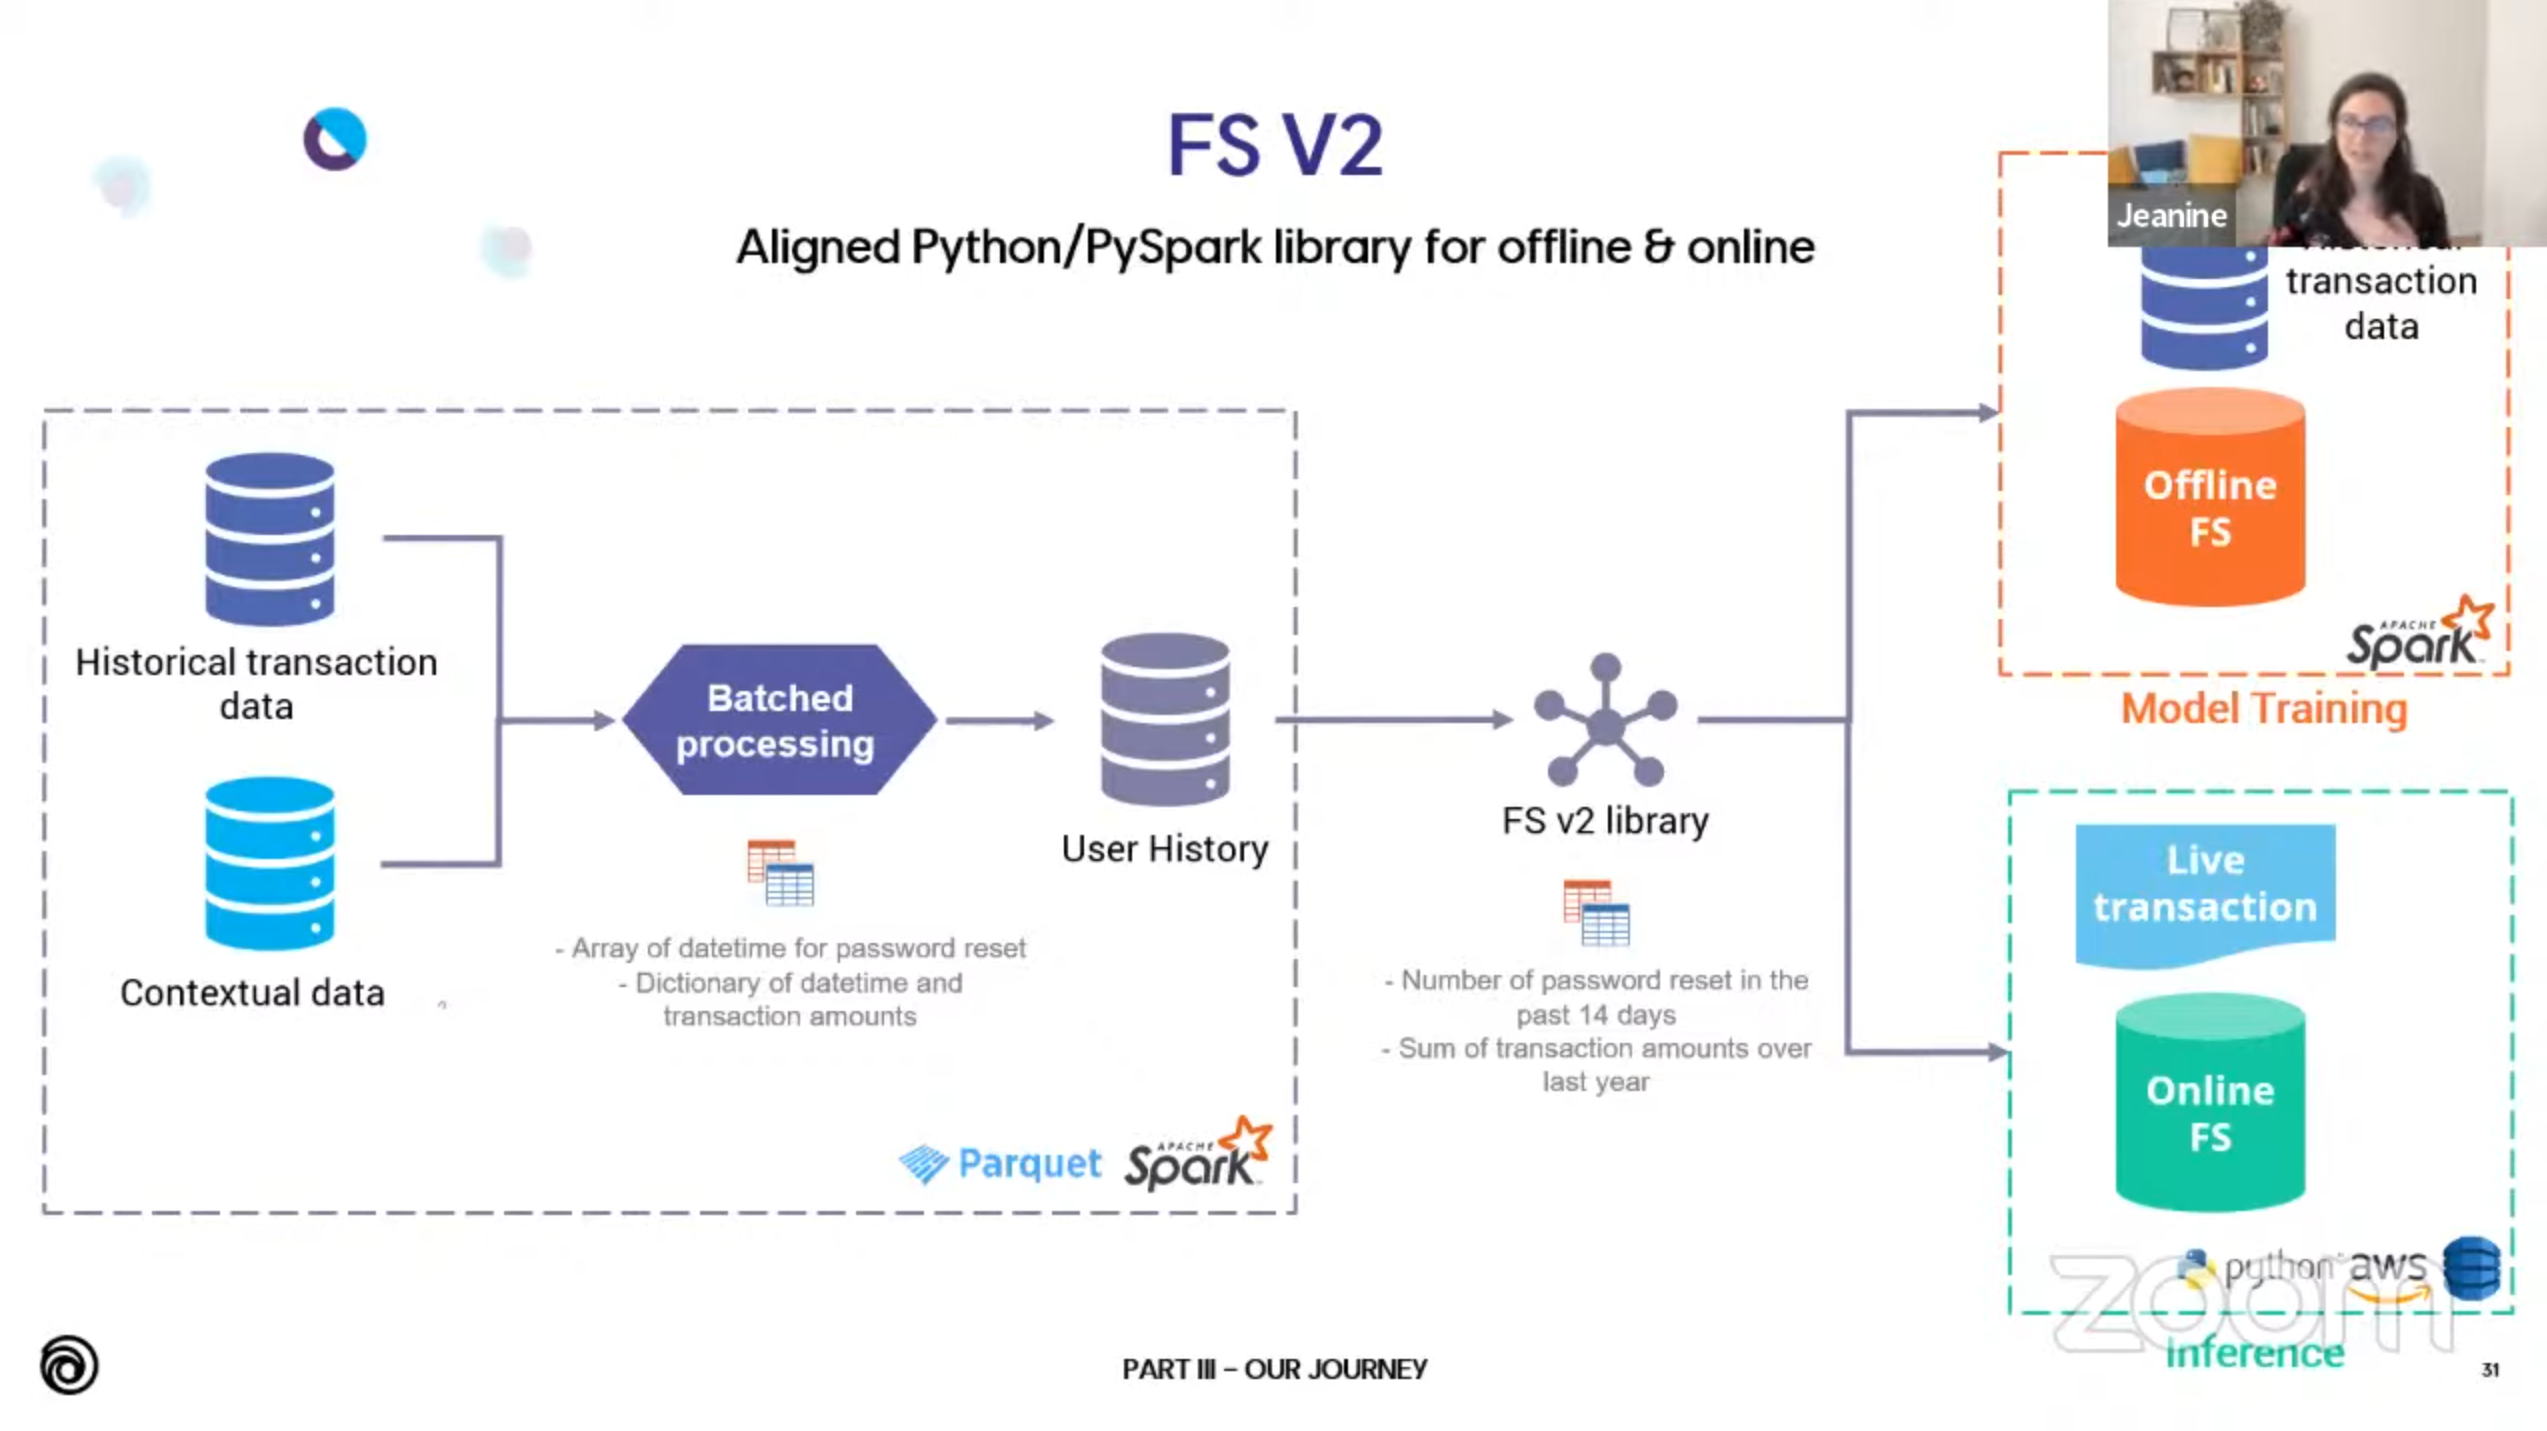 FS V2
Aligned Python/PySpark library for offline & online
Jeanine
transaction
data
Offline
FS
APACHE
Spark
Model Training
Historical transaction
data
Contextual data
Batched
processing
- Array of datetime for password reset
- Dictionary of datetime and
transaction amounts
User History
Parquet
APACHE
Spark
FS v2 library
- Number of password reset in the
past 14 days
- Sum of transaction amounts over
last year
Live
transaction
Online
FS
python
aws
zoom
Inference
PART III – OUR JOURNEY
31